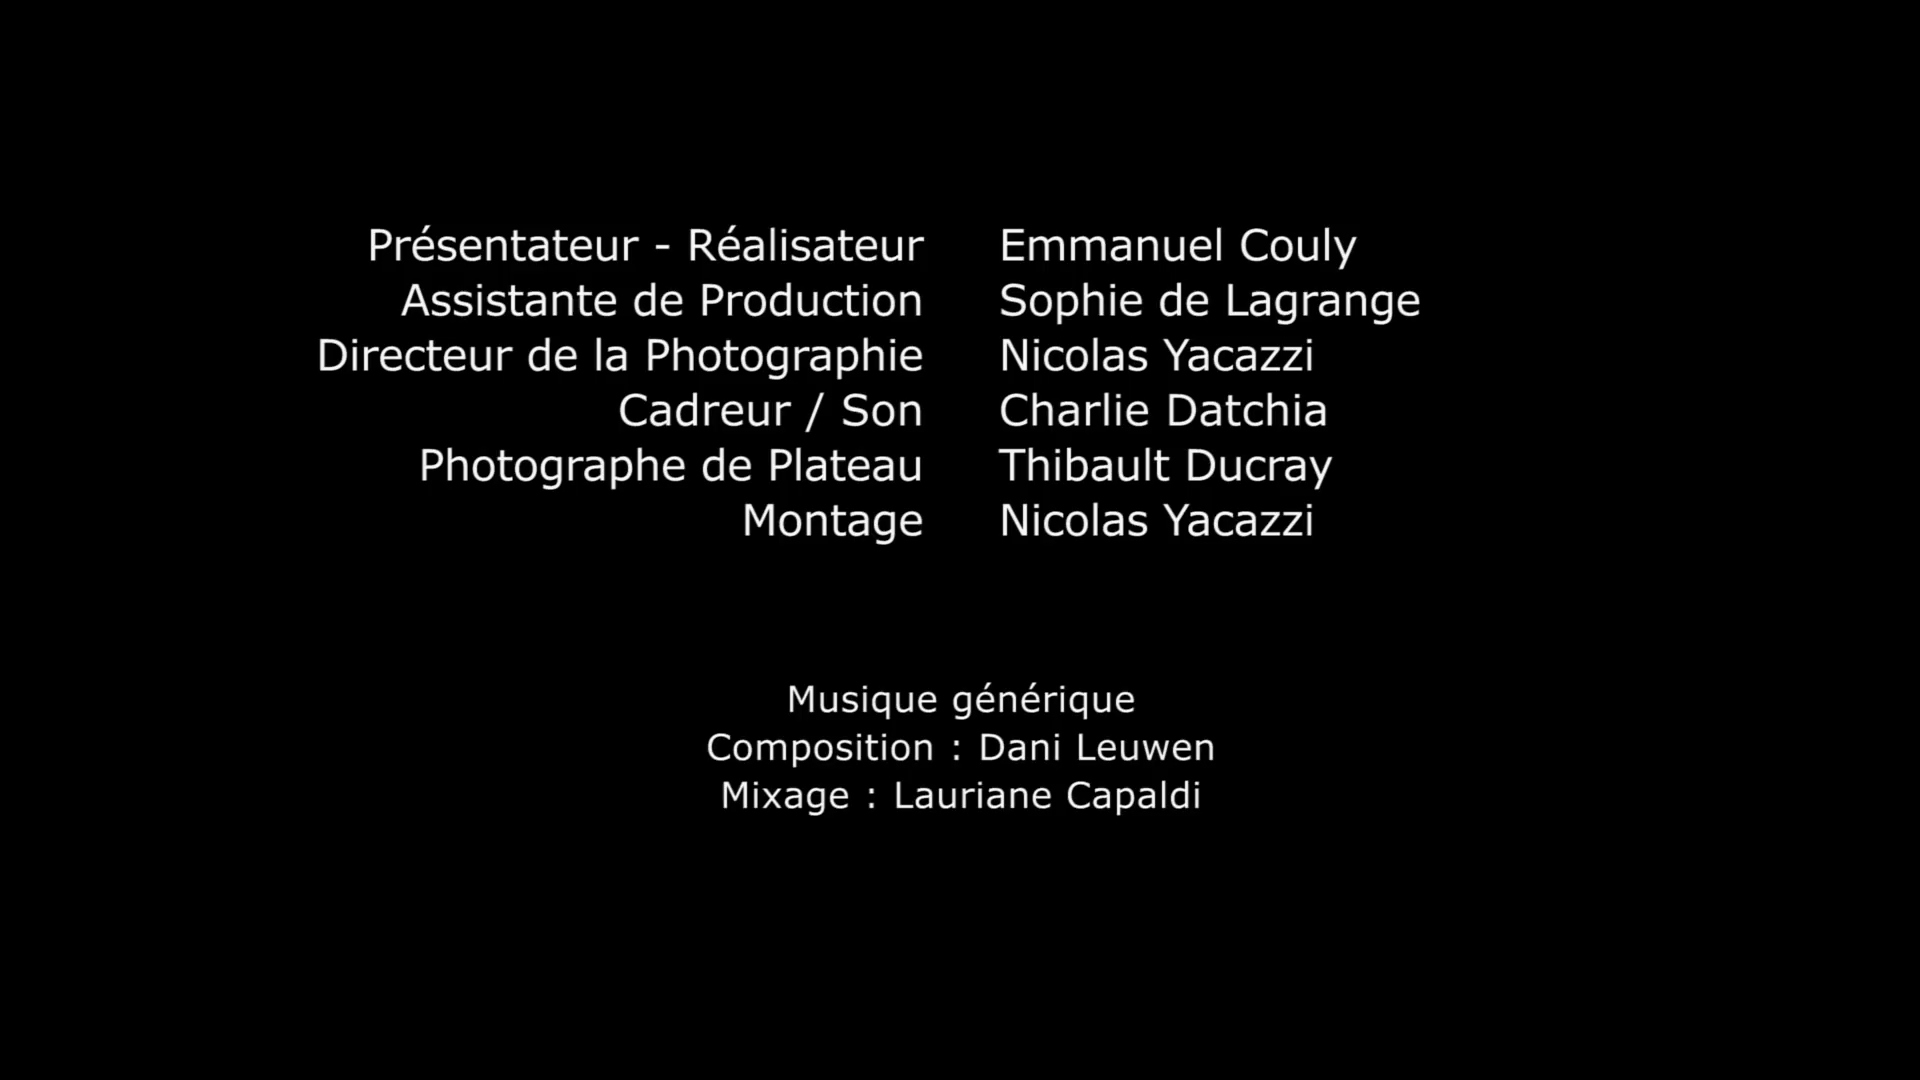 Présentateur - Réalisateur Emmanuel Couly
Assistante de Production Sophie de Lagrange
Directeur de la Photographie Nicolas Yacazzi
Cadreur / Son Charlie Datchia
Photographe de Plateau Thibault Ducray
Montage Nicolas Yacazzi
Musique générique
Composition : Dani Leuwen
Mixage : Lauriane Capaldi